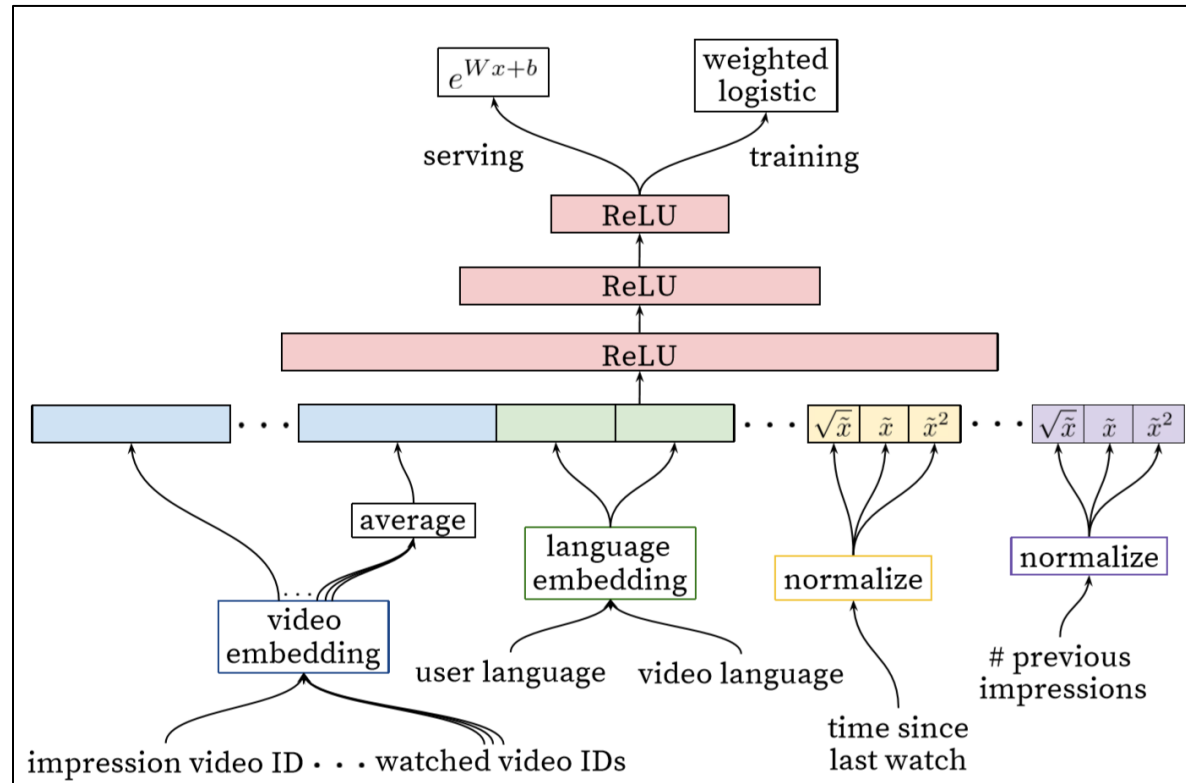 e^{Wx+b}
weighted
logistic
serving
training
ReLU
ReLU
ReLU
· · ·
· · ·
√x̃ x̃ x̃²
· · ·
√x̃ x̃ x̃²
average
language
embedding
normalize
normalize
. . .
video
embedding
user language
video language
# previous
impressions
time since
last watch
impression video ID · · · watched video IDs